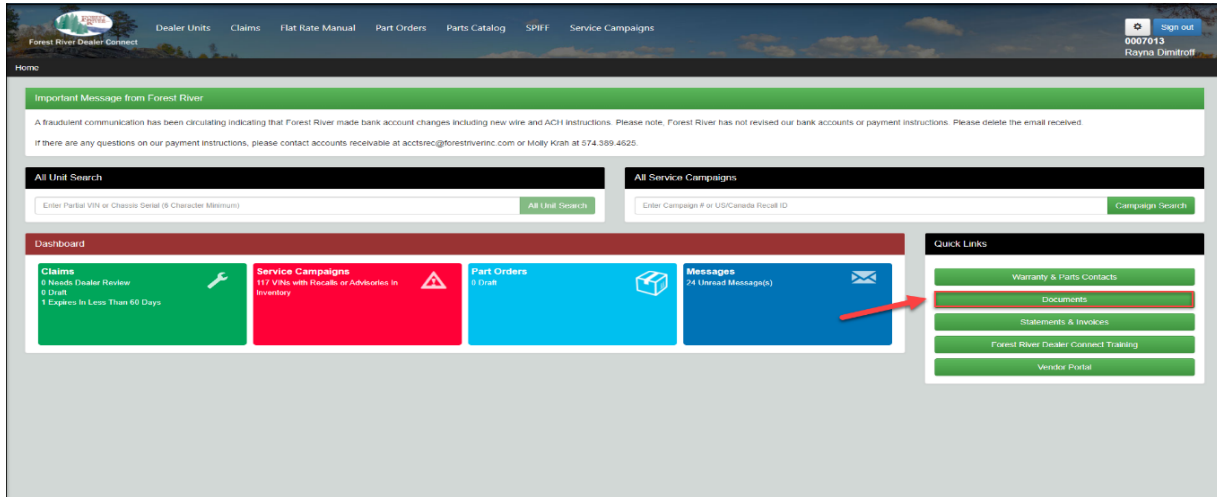 Dealer Units Claims Flat Rate Manual Part Orders Parts Catalog SPIFF Service Campaigns
Sign out
Forest River Dealer Connect
0007013
Rayna Dimitroff
Home
Important Message from Forest River
A fraudulent communication has been circulating indicating that Forest River made bank account changes including new wire and ACH instructions. Please note, Forest River has not revised our bank accounts or payment instructions. Please delete the email received.
If there are any questions on our payment instructions, please contact accounts receivable at acctsrec@forestriverinc.com or Molly Krah at 574.389.4625.
All Unit Search
Enter Partial VIN or Chassis Serial (6 Character Minimum)
All Unit Search
All Service Campaigns
Enter Campaign # or US/Canada Recall ID
Campaign Search
Dashboard
Claims
0 Needs Dealer Review
0 Draft
1 Expires In Less Than 60 Days
Service Campaigns
117 VINs with Recalls or Advisories in
Inventory
Part Orders
0 Draft
Messages
24 Unread Message(s)
Quick Links
Warranty & Parts Contacts
Documents
Statements & Invoices
Forest River Dealer Connect Training
Vendor Portal